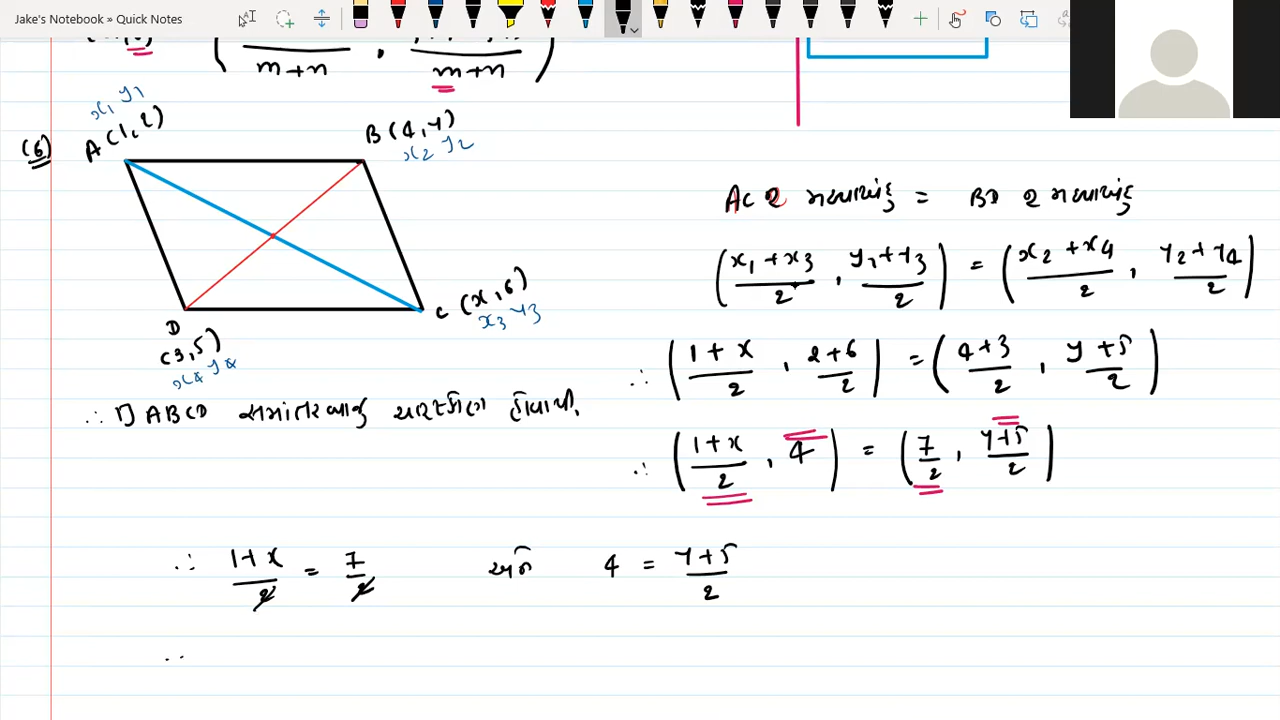 Jake's Notebook » Quick Notes
m+n , m+n
x1 y1
A (1,2)
B (4,y)
x2 y2
(6)
C (x,6)
x3 y3
D
(3,5)
x4 y4
∴ □ ABCD સમાંતરબાજુ ચતુષ્કોણ હોવાથી,
AC નું મધ્યબિંદુ = BD નું મધ્યબિંદુ
((x1+x3)/2 , (y1+y3)/2) = ((x2+x4)/2 , (y2+y4)/2)
∴ ((1+x)/2 , (2+6)/2) = ((4+3)/2 , (y+5)/2)
∴ ((1+x)/2 , 4) = (7/2 , (y+5)/2)
∴ (1+x)/2 = 7/2 અને 4 = (y+5)/2
∴